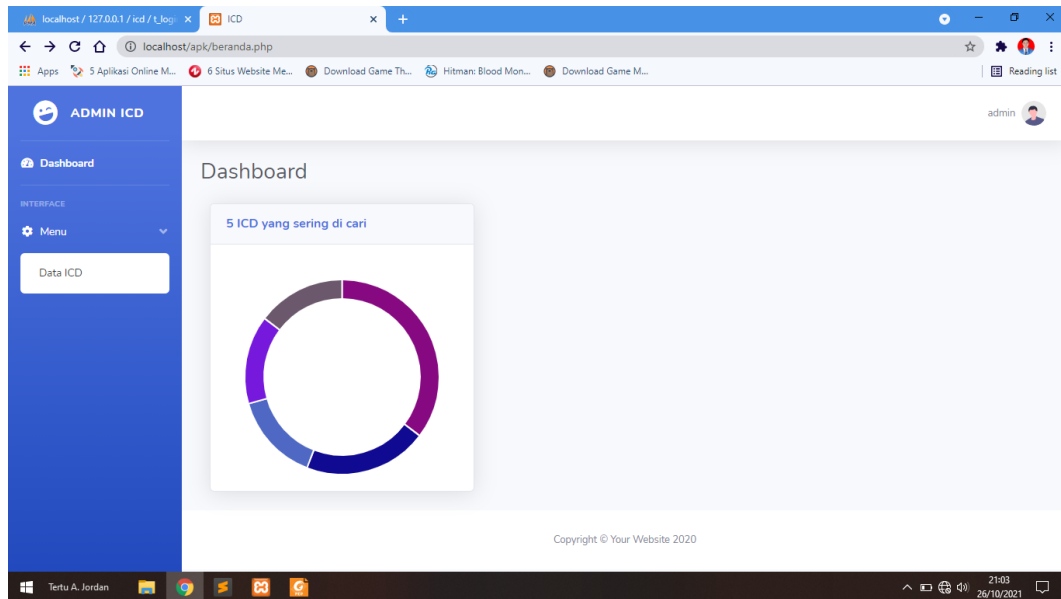 localhost / 127.0.0.1 / icd / t_logi
ICD
localhost/apk/beranda.php
Apps
5 Aplikasi Online M...
6 Situs Website Me...
Download Game Th...
Hitman: Blood Mon...
Download Game M...
Reading list
ADMIN ICD
admin
Dashboard
Dashboard
INTERFACE
5 ICD yang sering di cari
Menu
Data ICD
Copyright © Your Website 2020
Tertu A. Jordan
21:03
26/10/2021